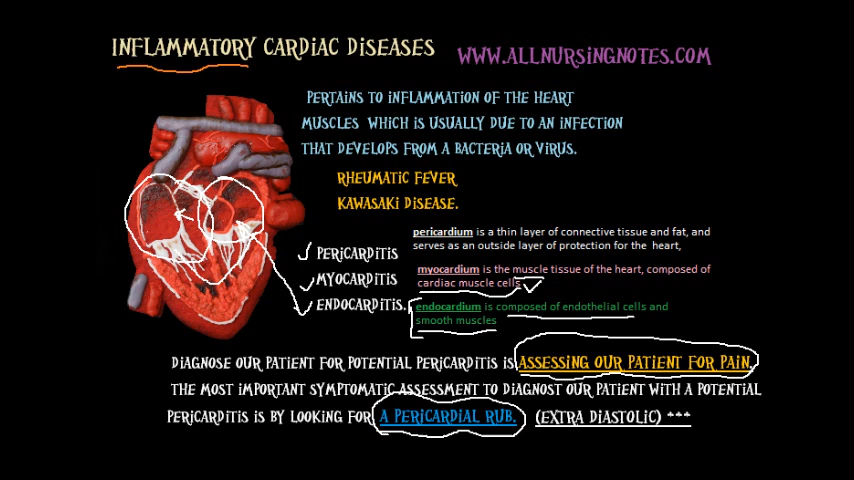 INFLAMMATORY CARDIAC DISEASES
WWW.ALLNURSINGNOTES.COM
PERTAINS TO INFLAMMATION OF THE HEART
MUSCLES WHICH IS USUALLY DUE TO AN INFECTION
THAT DEVELOPS FROM A BACTERIA OR VIRUS.
RHEUMATIC FEVER
KAWASAKI DISEASE.
pericardium is a thin layer of connective tissue and fat, and
serves as an outside layer of protection for the heart,
PERICARDITIS
myocardium is the muscle tissue of the heart, composed of
cardiac muscle cells
MYOCARDITIS
ENDOCARDITIS.
endocardium is composed of endothelial cells and
smooth muscles
DIAGNOSE OUR PATIENT FOR POTENTIAL PERICARDITIS IS ASSESSING OUR PATIENT FOR PAIN.
THE MOST IMPORTANT SYMPTOMATIC ASSESSMENT TO DIAGNOST OUR PATIENT WITH A POTENTIAL
PERICARDITIS IS BY LOOKING FOR A PERICARDIAL RUB. (EXTRA DIASTOLIC) ***